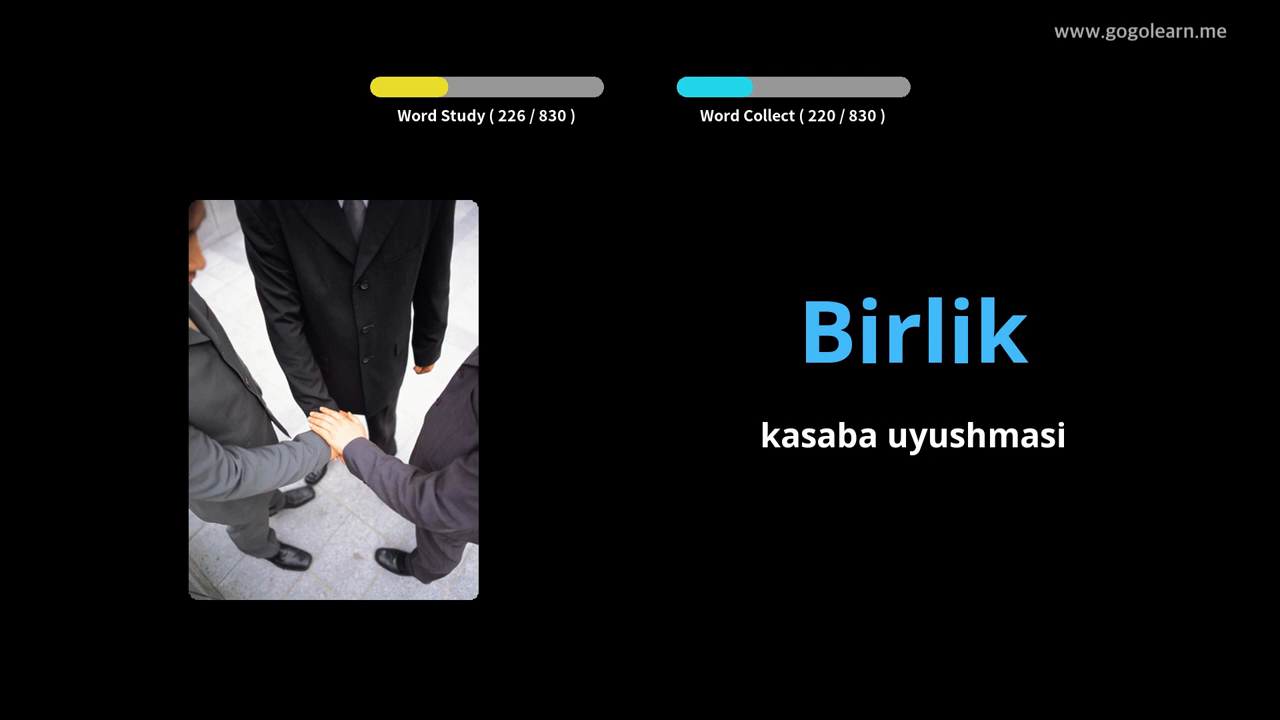 www.gogolearn.me
Word Study ( 226 / 830 )
Word Collect ( 220 / 830 )
Birlik
kasaba uyushmasi